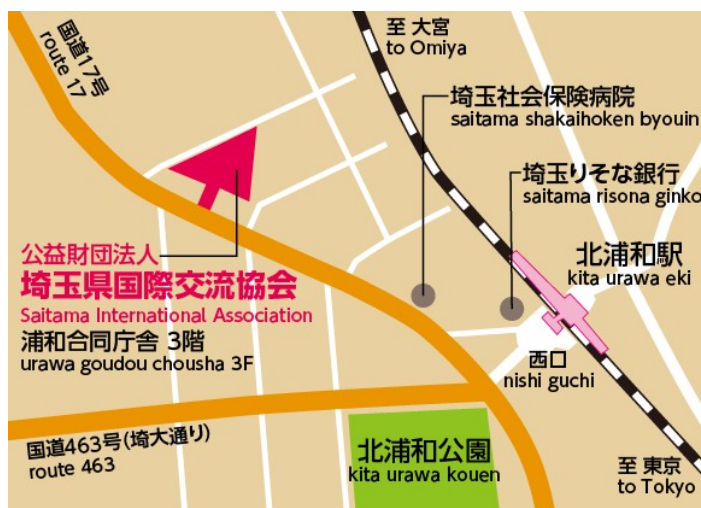 国道17号
route 17
至 大宮
to Omiya
埼玉社会保険病院
saitama shakaihoken byouin
埼玉りそな銀行
saitama risona ginko
北浦和駅
kita urawa eki
公益財団法人
埼玉県国際交流協会
Saitama International Association
浦和合同庁舎 3階
urawa goudou chousha 3F
西口
nishi guchi
国道463号(埼大通り)
route 463
北浦和公園
kita urawa kouen
至 東京
to Tokyo